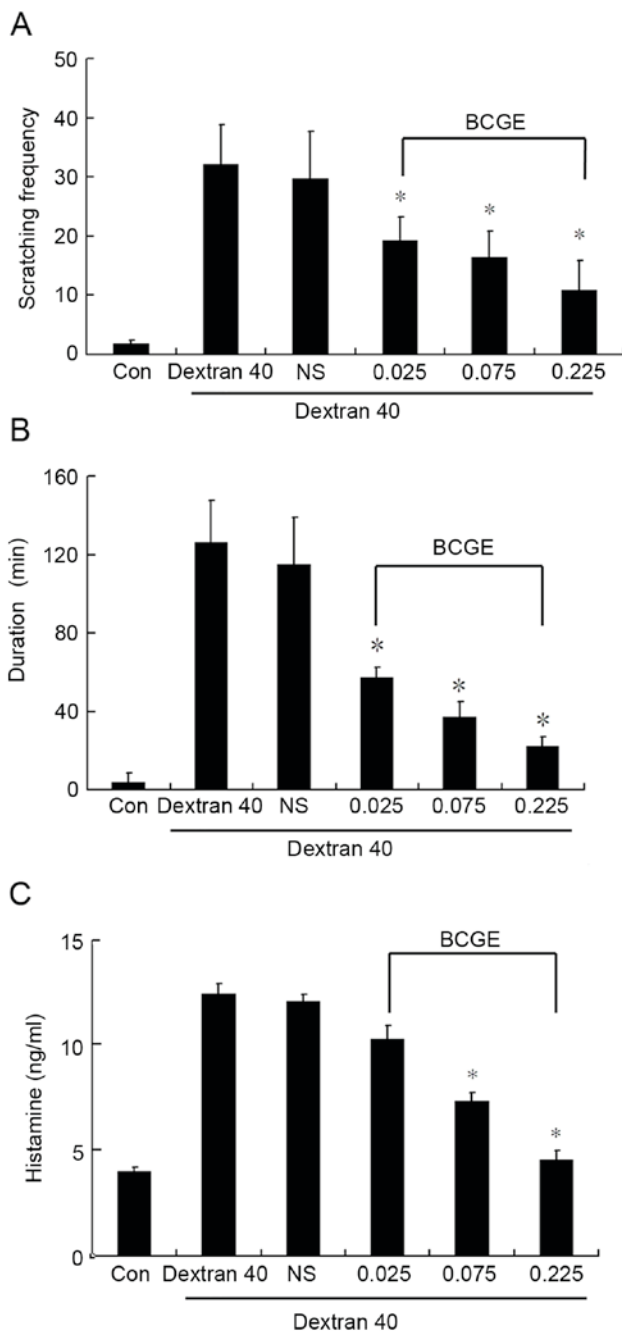 A
50
BCGE
40
30
Scratching frequency
* * *
20
10
0
Con Dextran 40 NS 0.025 0.075 0.225
Dextran 40
B
160
120
BCGE
Duration (min)
80
* * *
40
0
Con Dextran 40 NS 0.025 0.075 0.225
Dextran 40
C
15
BCGE
10
Histamine (ng/ml)
* *
5
0
Con Dextran 40 NS 0.025 0.075 0.225
Dextran 40